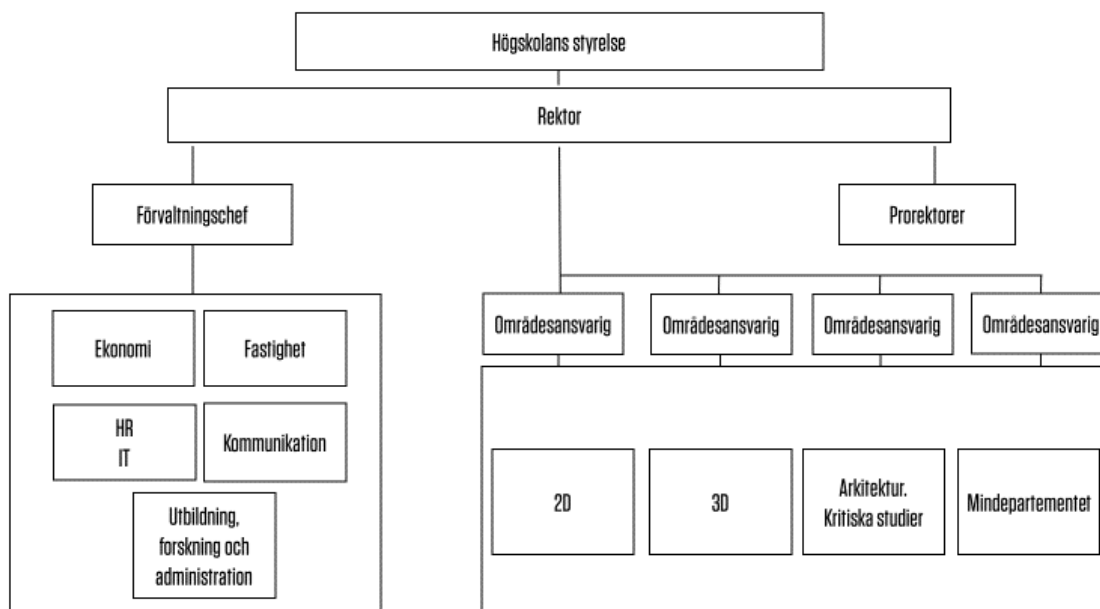 Högskolans styrelse
Rektor
Förvaltningschef
Prorektorer
Områdesansvarig
Områdesansvarig
Områdesansvarig
Områdesansvarig
Ekonomi
Fastighet
HR
IT
Kommunikation
Utbildning,
forskning och
administration
2D
3D
Arkitektur.
Kritiska studier
Mindepartementet